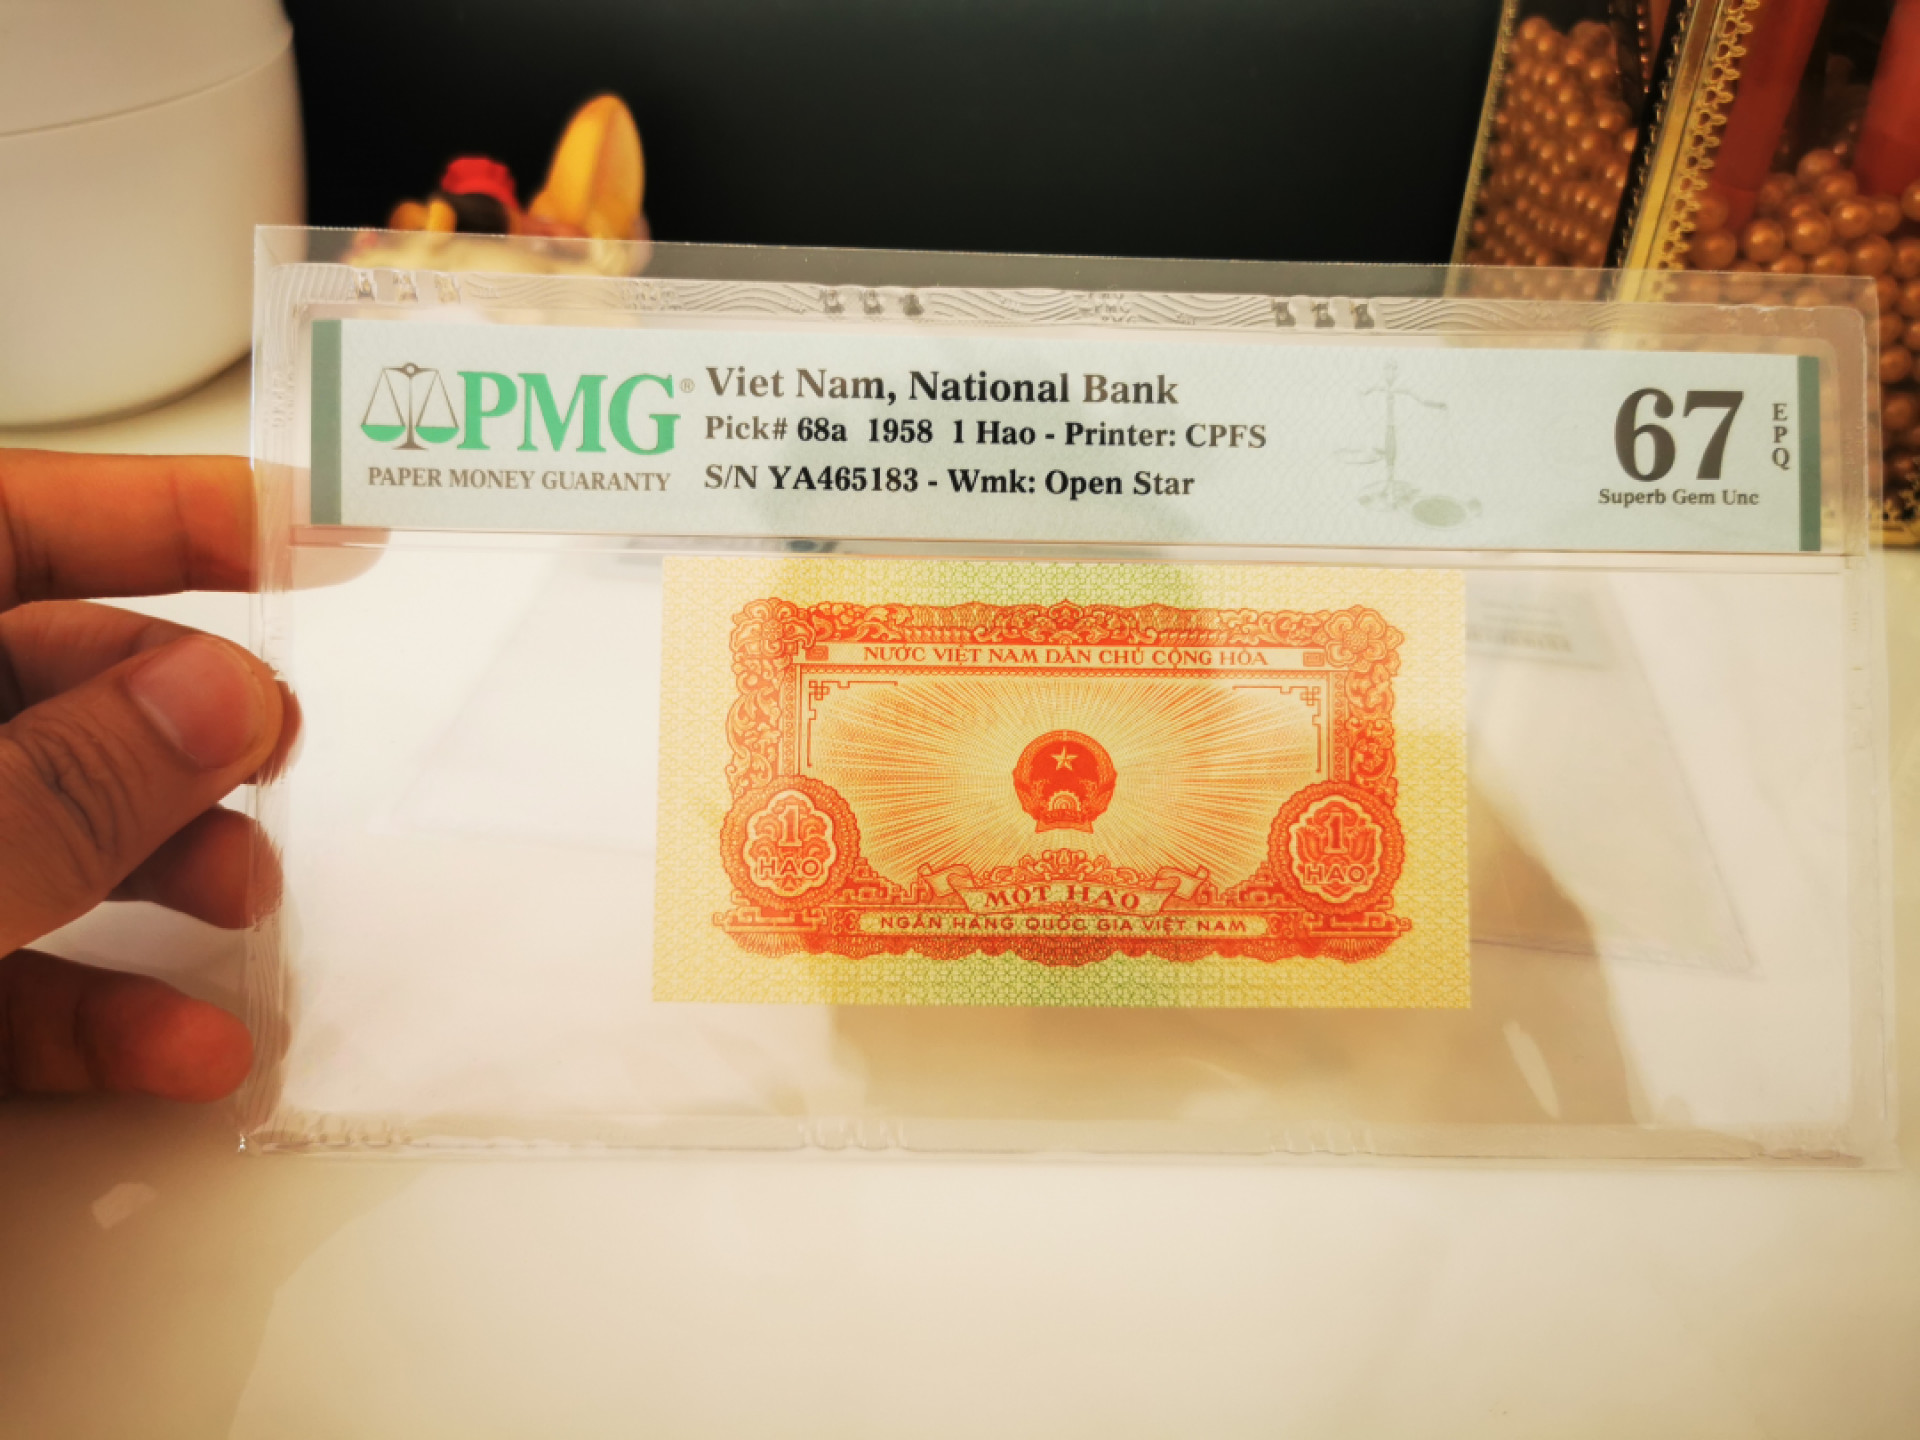 PMG®
PAPER MONEY GUARANTY
Viet Nam, National Bank
Pick# 68a 1958 1 Hao - Printer: CPFS
S/N YA465183 - Wmk: Open Star
67
EPQ
Superb Gem Unc
NƯỚC VIỆT NAM DÂN CHỦ CỘNG HÒA
1
HÀO
1
HÀO
MỘT HÀO
NGÂN HÀNG QUỐC GIA VIỆT NAM